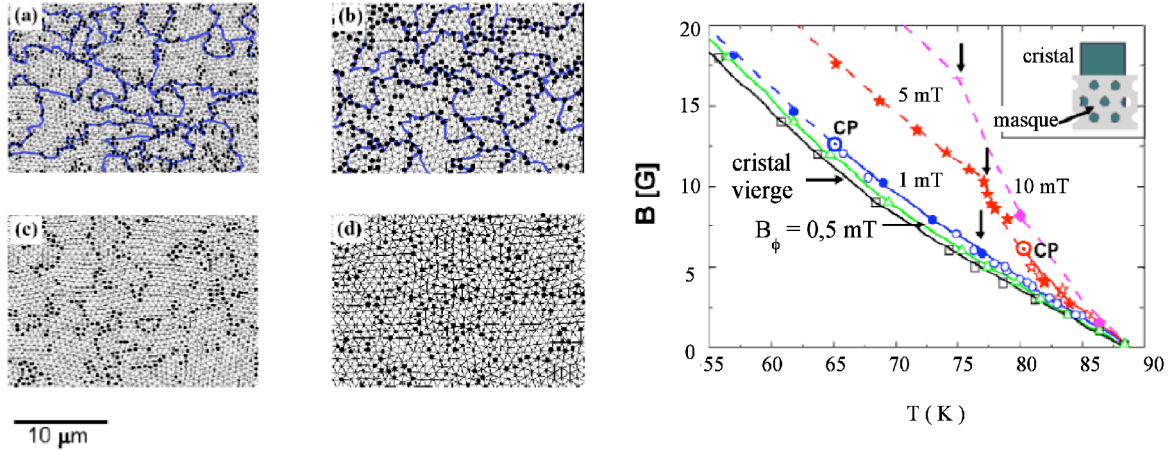 (a)
(b)
(c)
(d)
10 μm
B [G]
20
15
10
5
0
55
60
65
70
75
80
85
90
T ( K )
5 mT
10 mT
1 mT
CP
CP
cristal
vierge
B_ϕ = 0,5 mT
cristal
masque